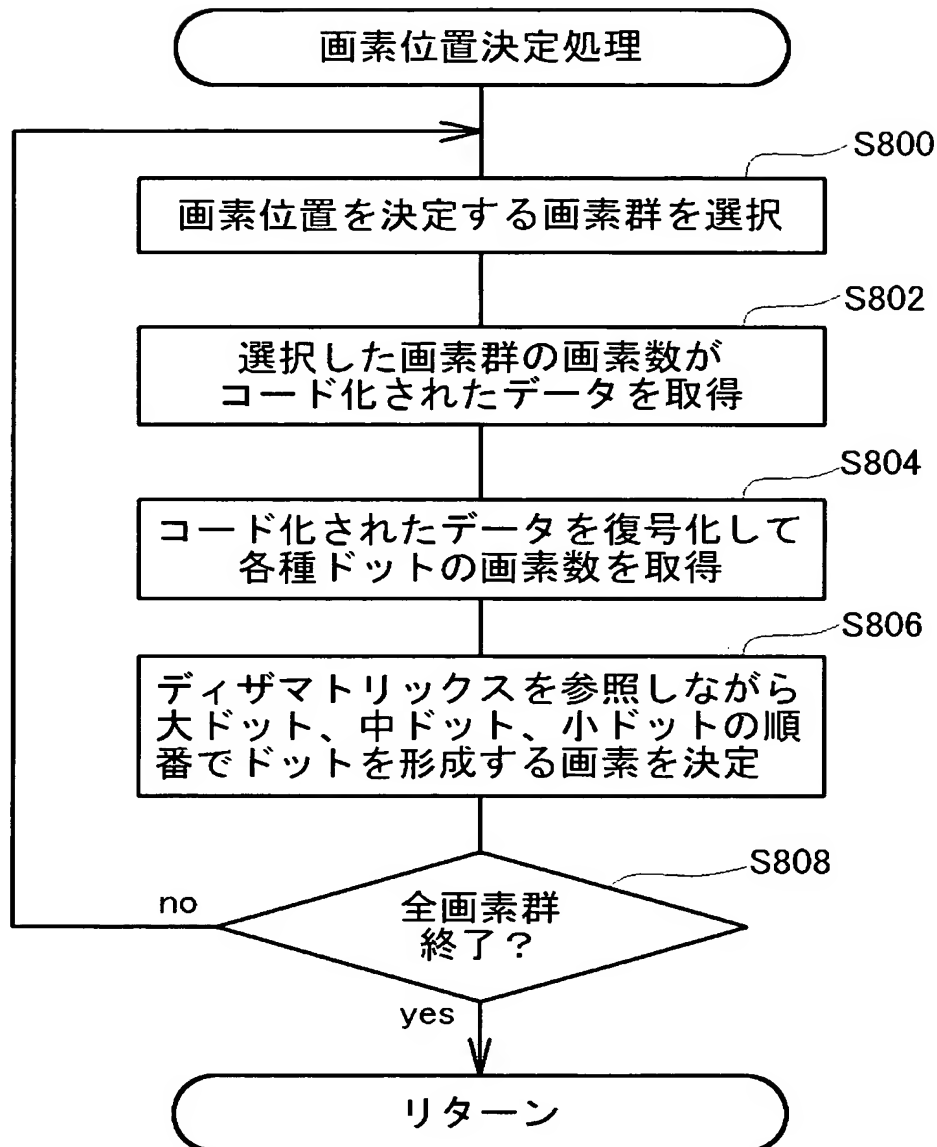 画素位置決定処理
S800
画素位置を決定する画素群を選択
S802
選択した画素群の画素数が
コード化されたデータを取得
S804
コード化されたデータを復号化して
各種ドットの画素数を取得
S806
ディザマトリックスを参照しながら
大ドット、中ドット、小ドットの順
番でドットを形成する画素を決定
S808
no
全画素群
終了?
yes
リターン